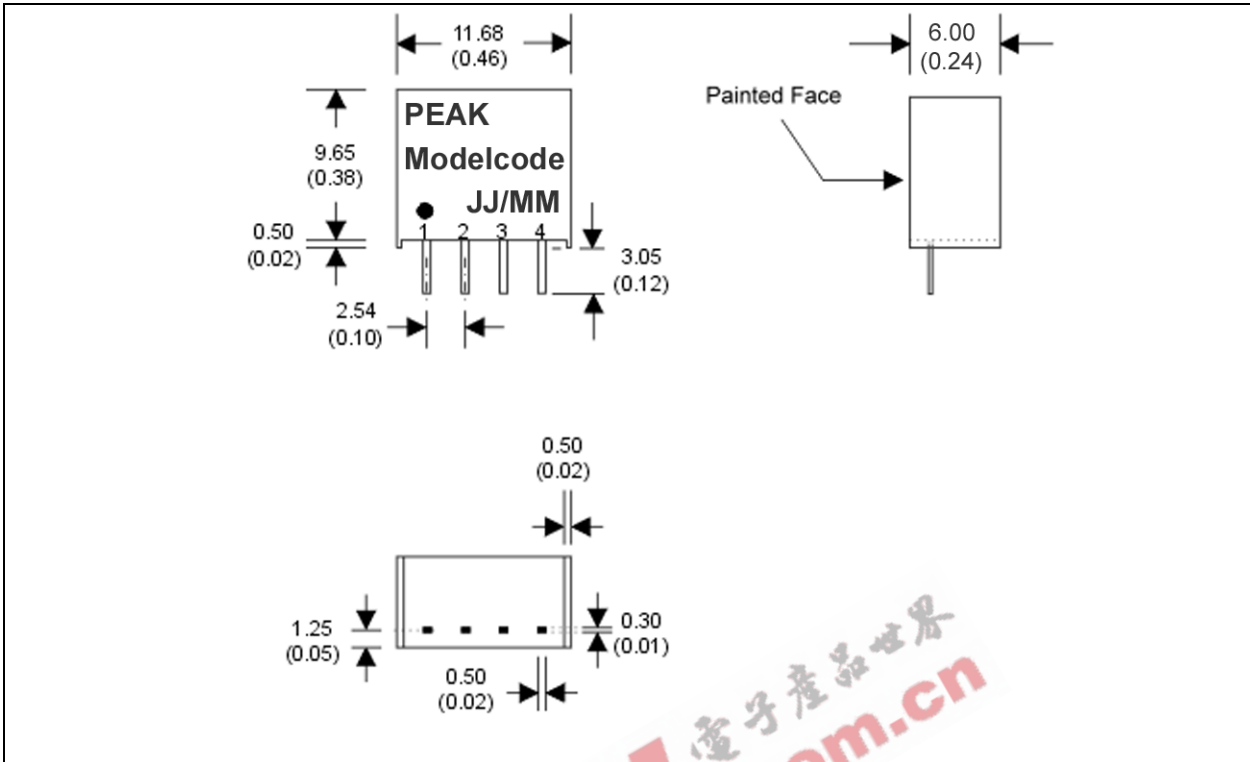 11.68
(0.46)
6.00
(0.24)
Painted Face
PEAK
Modelcode
JJ/MM
9.65
(0.38)
1 2 3 4
0.50
(0.02)
3.05
(0.12)
2.54
(0.10)
0.50
(0.02)
1.25
(0.05)
0.30
(0.01)
0.50
(0.02)
電子產品世界
.cn